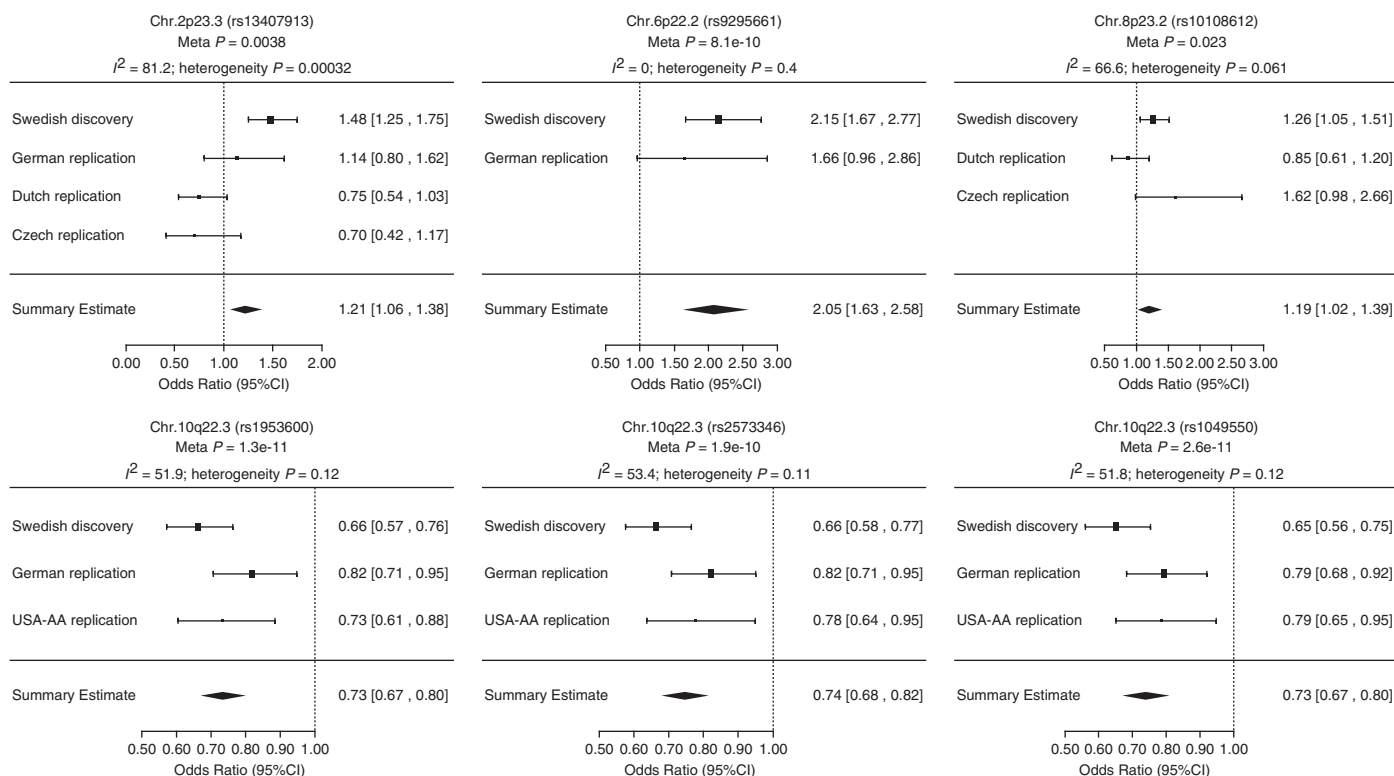 Chr.2p23.3 (rs13407913)
Meta P = 0.0038
I² = 81.2; heterogeneity P = 0.00032
Swedish discovery 1.48 [1.25 , 1.75]
German replication 1.14 [0.80 , 1.62]
Dutch replication 0.75 [0.54 , 1.03]
Czech replication 0.70 [0.42 , 1.17]
Summary Estimate 1.21 [1.06 , 1.38]
0.00 0.50 1.00 1.50 2.00
Odds Ratio (95%CI)
Chr.6p22.2 (rs9295661)
Meta P = 8.1e-10
I² = 0; heterogeneity P = 0.4
Swedish discovery 2.15 [1.67 , 2.77]
German replication 1.66 [0.96 , 2.86]
Summary Estimate 2.05 [1.63 , 2.58]
0.50 1.00 1.50 2.00 2.50 3.00
Odds Ratio (95%CI)
Chr.8p23.2 (rs10108612)
Meta P = 0.023
I² = 66.6; heterogeneity P = 0.061
Swedish discovery 1.26 [1.05 , 1.51]
Dutch replication 0.85 [0.61 , 1.20]
Czech replication 1.62 [0.98 , 2.66]
Summary Estimate 1.19 [1.02 , 1.39]
0.50 1.00 1.50 2.00 2.50 3.00
Odds Ratio (95%CI)
Chr.10q22.3 (rs1953600)
Meta P = 1.3e-11
I² = 51.9; heterogeneity P = 0.12
Swedish discovery 0.66 [0.57 , 0.76]
German replication 0.82 [0.71 , 0.95]
USA-AA replication 0.73 [0.61 , 0.88]
Summary Estimate 0.73 [0.67 , 0.80]
0.50 0.60 0.70 0.80 0.90 1.00
Odds Ratio (95%CI)
Chr.10q22.3 (rs2573346)
Meta P = 1.9e-10
I² = 53.4; heterogeneity P = 0.11
Swedish discovery 0.66 [0.58 , 0.77]
German replication 0.82 [0.71 , 0.95]
USA-AA replication 0.78 [0.64 , 0.95]
Summary Estimate 0.74 [0.68 , 0.82]
0.50 0.60 0.70 0.80 0.90 1.00
Odds Ratio (95%CI)
Chr.10q22.3 (rs1049550)
Meta P = 2.6e-11
I² = 51.8; heterogeneity P = 0.12
Swedish discovery 0.65 [0.56 , 0.75]
German replication 0.79 [0.68 , 0.92]
USA-AA replication 0.79 [0.65 , 0.95]
Summary Estimate 0.73 [0.67 , 0.80]
0.50 0.60 0.70 0.80 0.90 1.00
Odds Ratio (95%CI)